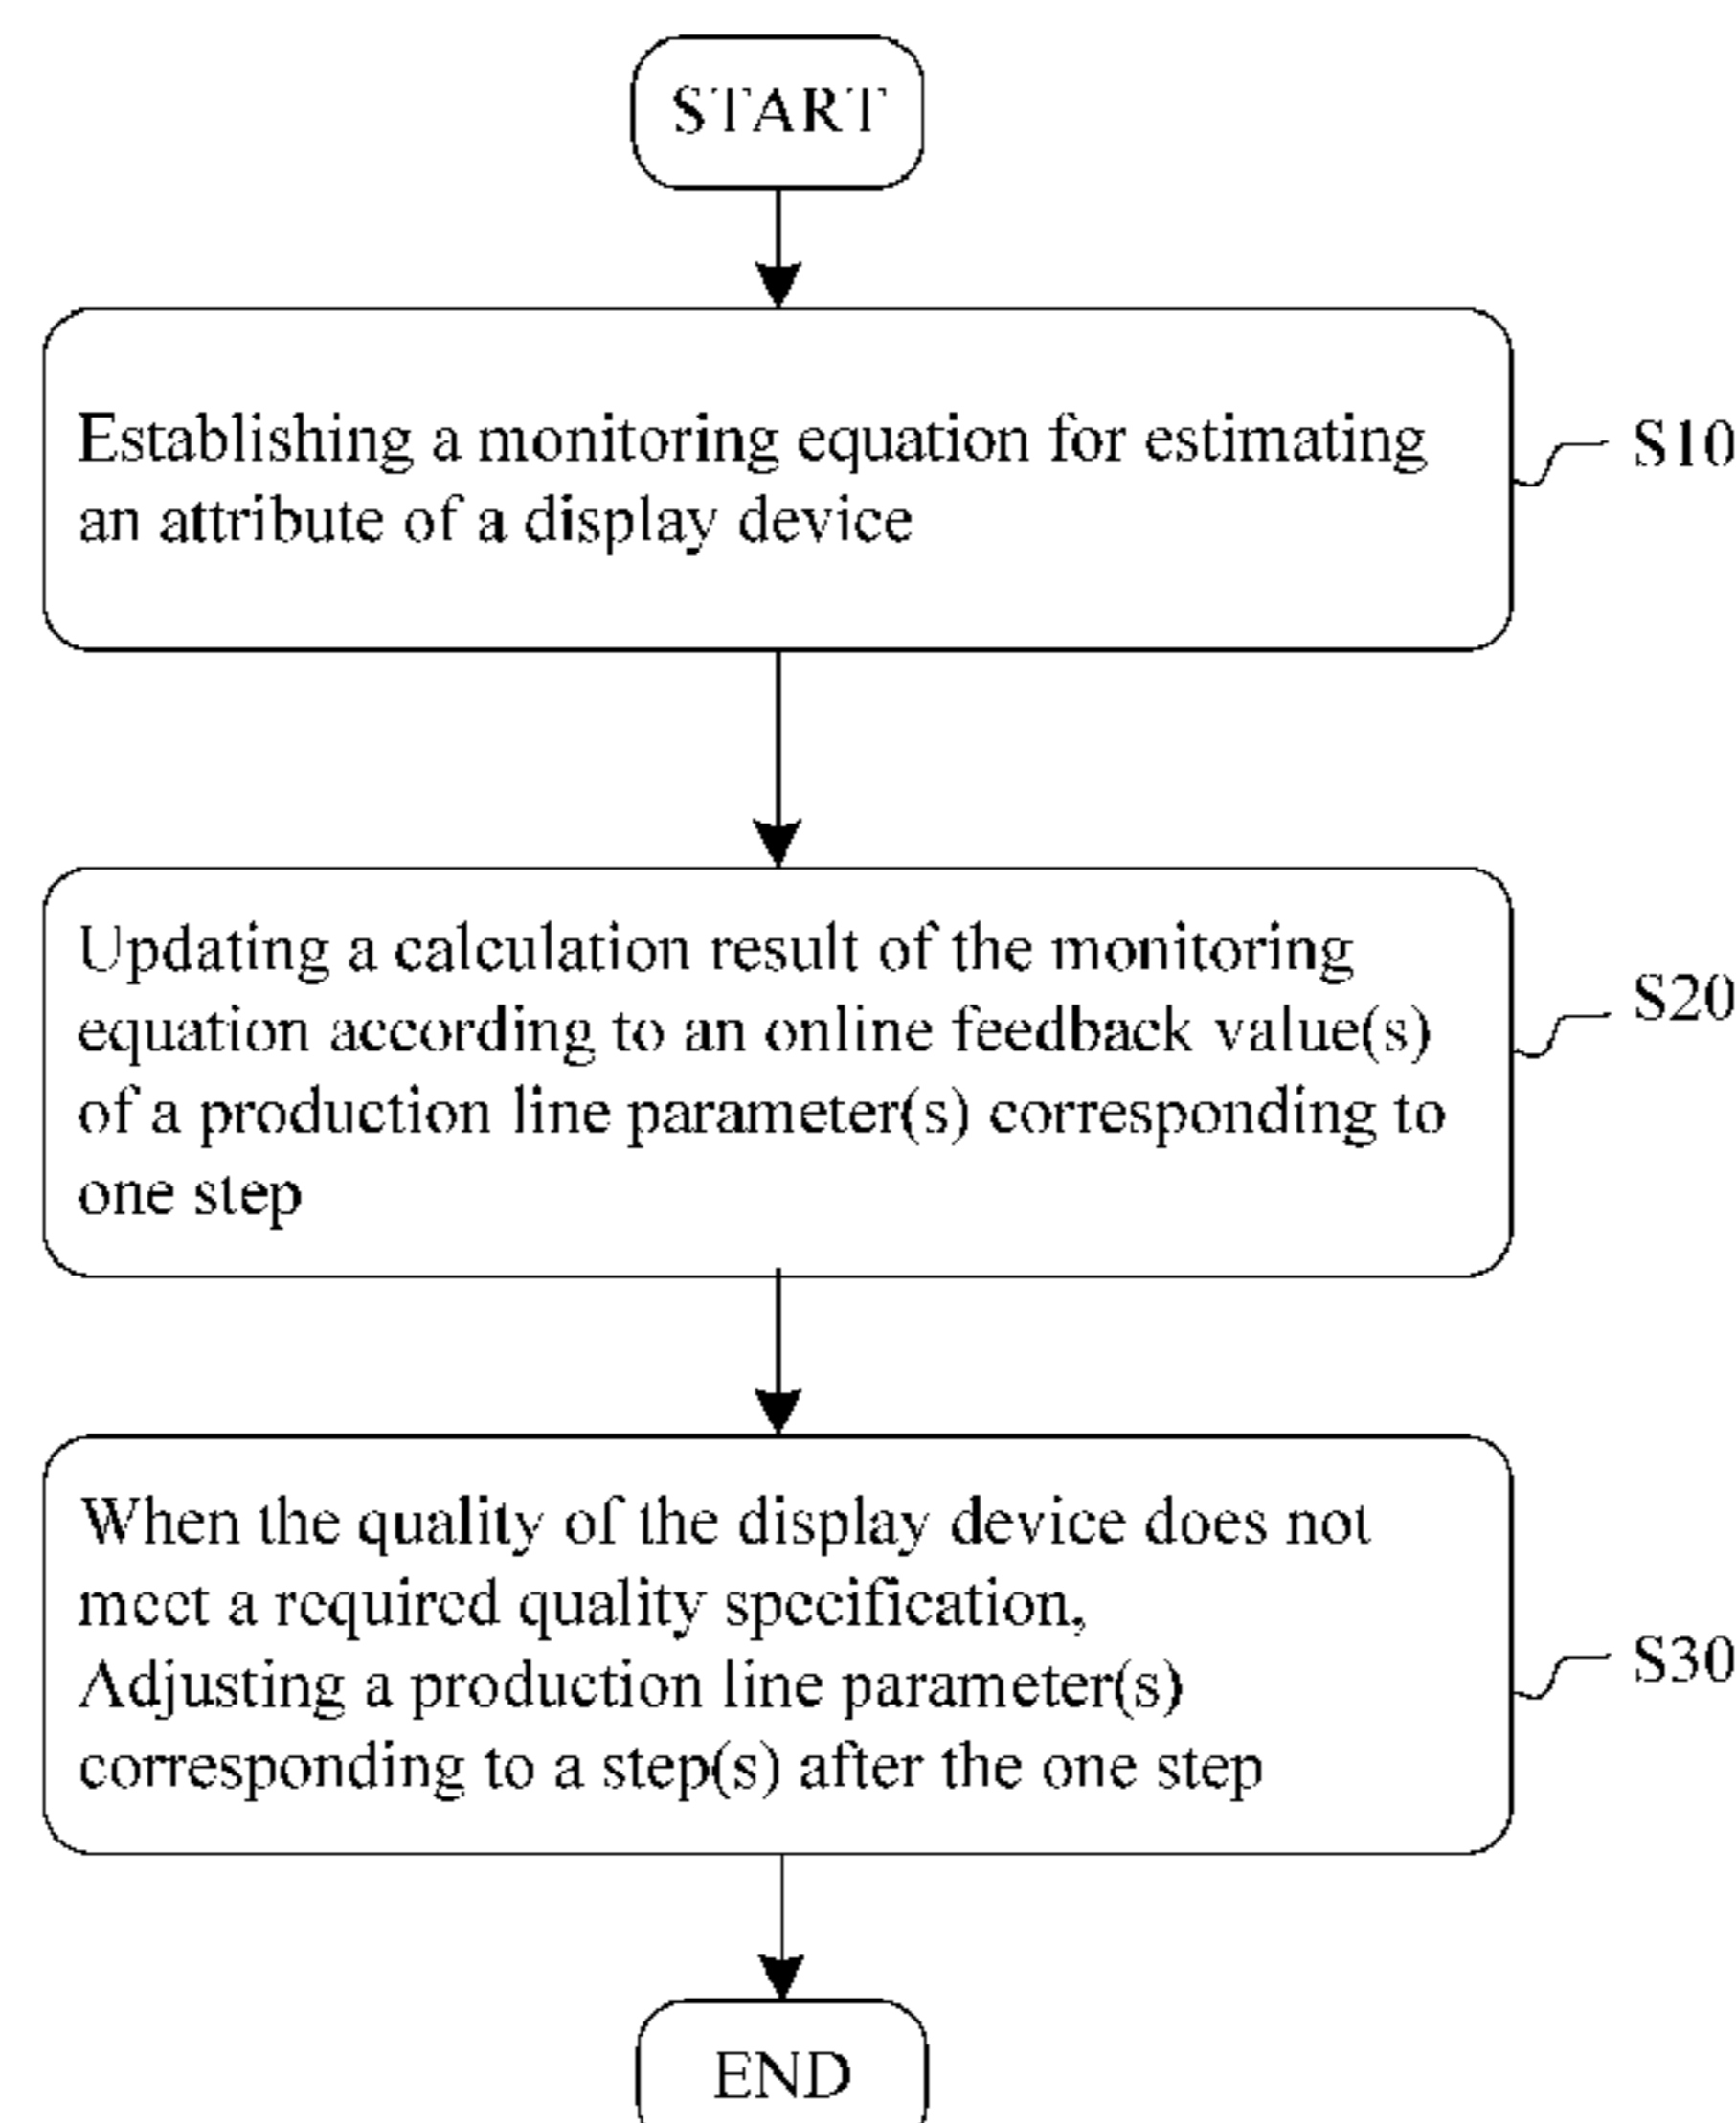 START
Establishing a monitoring equation for estimating
an attribute of a display device
S10
Updating a calculation result of the monitoring
equation according to an online feedback value(s)
of a production line parameter(s) corresponding to
one step
S20
When the quality of the display device does not
meet a required quality specification,
Adjusting a production line parameter(s)
corresponding to a step(s) after the one step
S30
END